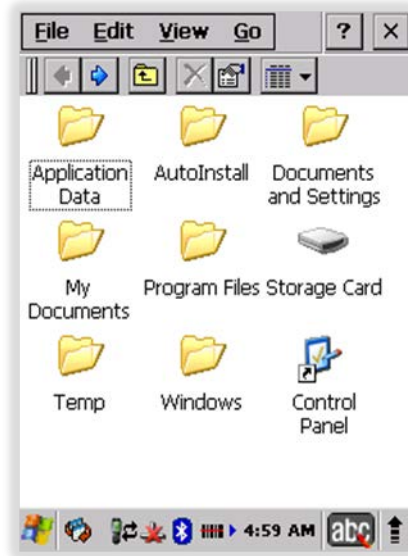 File Edit View Go ? ×
Application Data
AutoInstall
Documents and Settings
My Documents
Program Files
Storage Card
Temp
Windows
Control Panel
4:59 AM abc